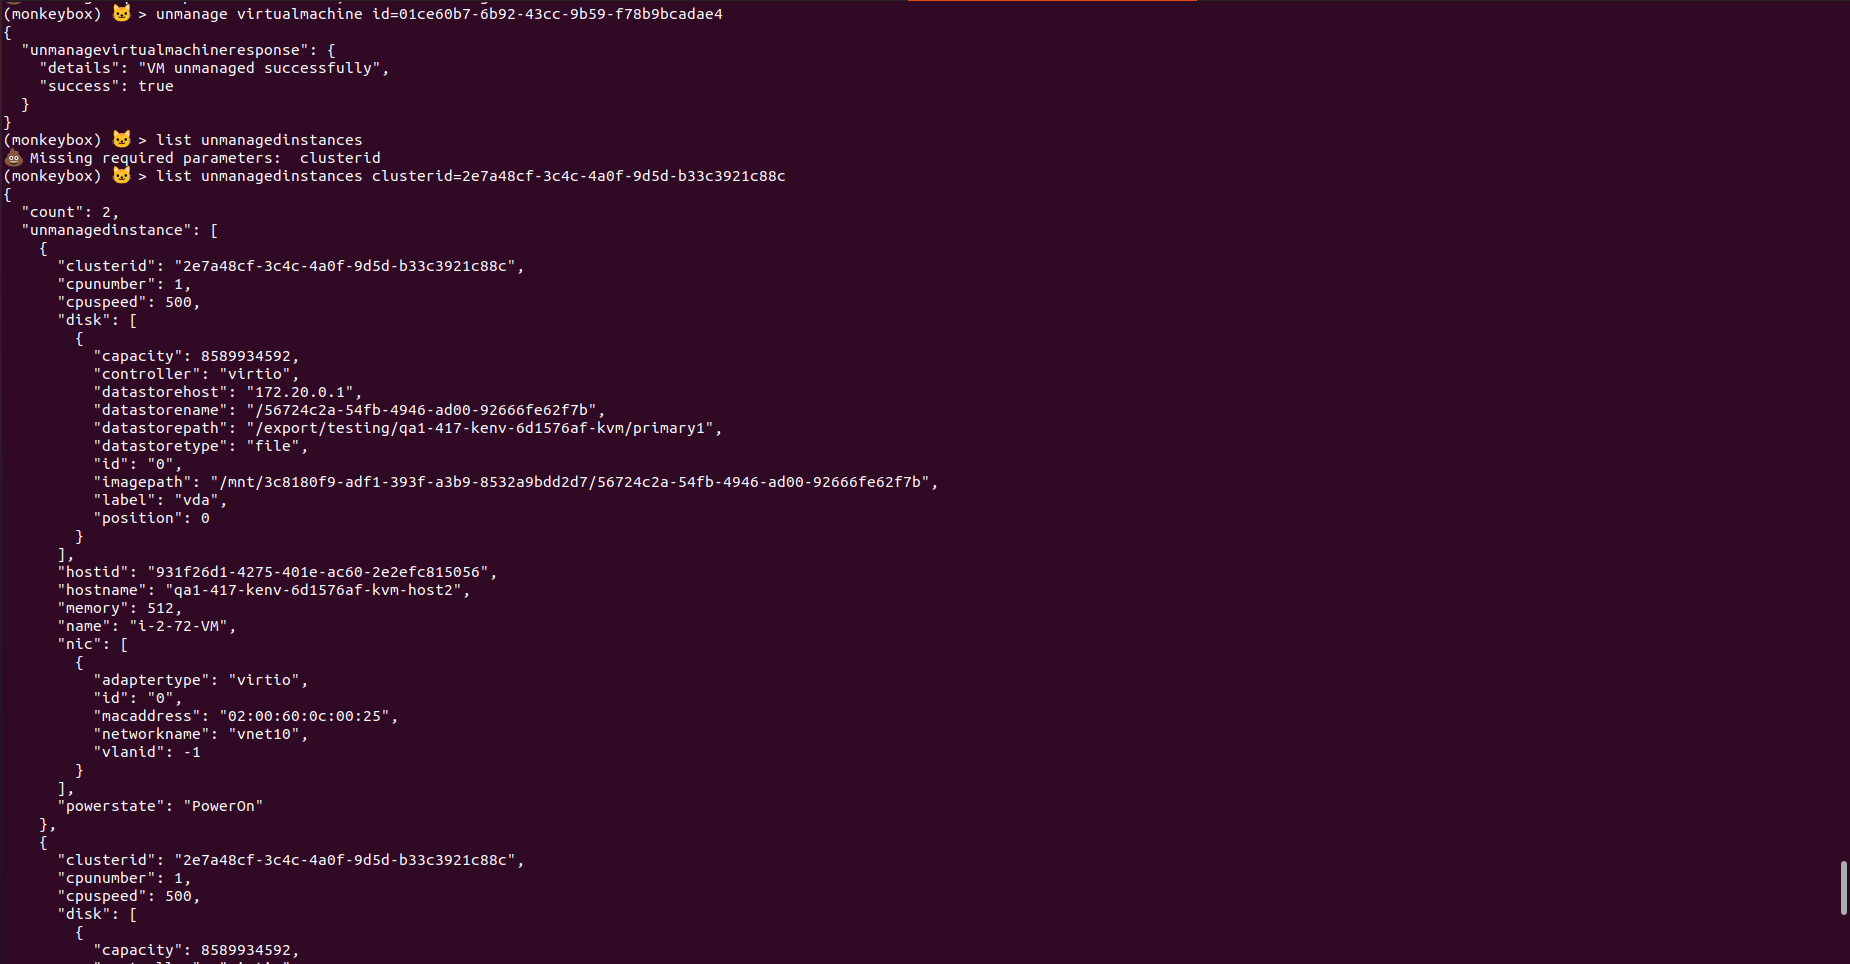 (monkeybox) 🐱 > unmanage virtualmachine id=01ce60b7-6b92-43cc-9b59-f78b9bcadae4
{
  "unmanagevirtualmachineresponse": {
    "details": "VM unmanaged successfully",
    "success": true
  }
}
(monkeybox) 🐱 > list unmanagedinstances
💩 Missing required parameters:  clusterid
(monkeybox) 🐱 > list unmanagedinstances clusterid=2e7a48cf-3c4c-4a0f-9d5d-b33c3921c88c
{
  "count": 2,
  "unmanagedinstance": [
    {
      "clusterid": "2e7a48cf-3c4c-4a0f-9d5d-b33c3921c88c",
      "cpunumber": 1,
      "cpuspeed": 500,
      "disk": [
        {
          "capacity": 8589934592,
          "controller": "virtio",
          "datastorehost": "172.20.0.1",
          "datastorename": "/56724c2a-54fb-4946-ad00-92666fe62f7b",
          "datastorepath": "/export/testing/qa1-417-kenv-6d1576af-kvm/primary1",
          "datastoretype": "file",
          "id": "0",
          "imagepath": "/mnt/3c8180f9-adf1-393f-a3b9-8532a9bdd2d7/56724c2a-54fb-4946-ad00-92666fe62f7b",
          "label": "vda",
          "position": 0
        }
      ],
      "hostid": "931f26d1-4275-401e-ac60-2e2efc815056",
      "hostname": "qa1-417-kenv-6d1576af-kvm-host2",
      "memory": 512,
      "name": "i-2-72-VM",
      "nic": [
        {
          "adaptertype": "virtio",
          "id": "0",
          "macaddress": "02:00:60:0c:00:25",
          "networkname": "vnet10",
          "vlanid": -1
        }
      ],
      "powerstate": "PowerOn"
    },
    {
      "clusterid": "2e7a48cf-3c4c-4a0f-9d5d-b33c3921c88c",
      "cpunumber": 1,
      "cpuspeed": 500,
      "disk": [
        {
          "capacity": 8589934592,